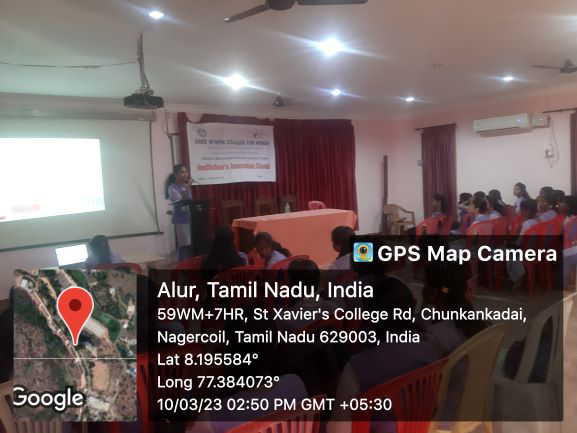 SREE AYYAPPA COLLEGE FOR WOMEN
Institution's Innovation Council
GPS Map Camera
Alur, Tamil Nadu, India
59WM+7HR, St Xavier's College Rd, Chunkankadai,
Nagercoil, Tamil Nadu 629003, India
Lat 8.195584°
Long 77.384073°
10/03/23 02:50 PM GMT +05:30
Google